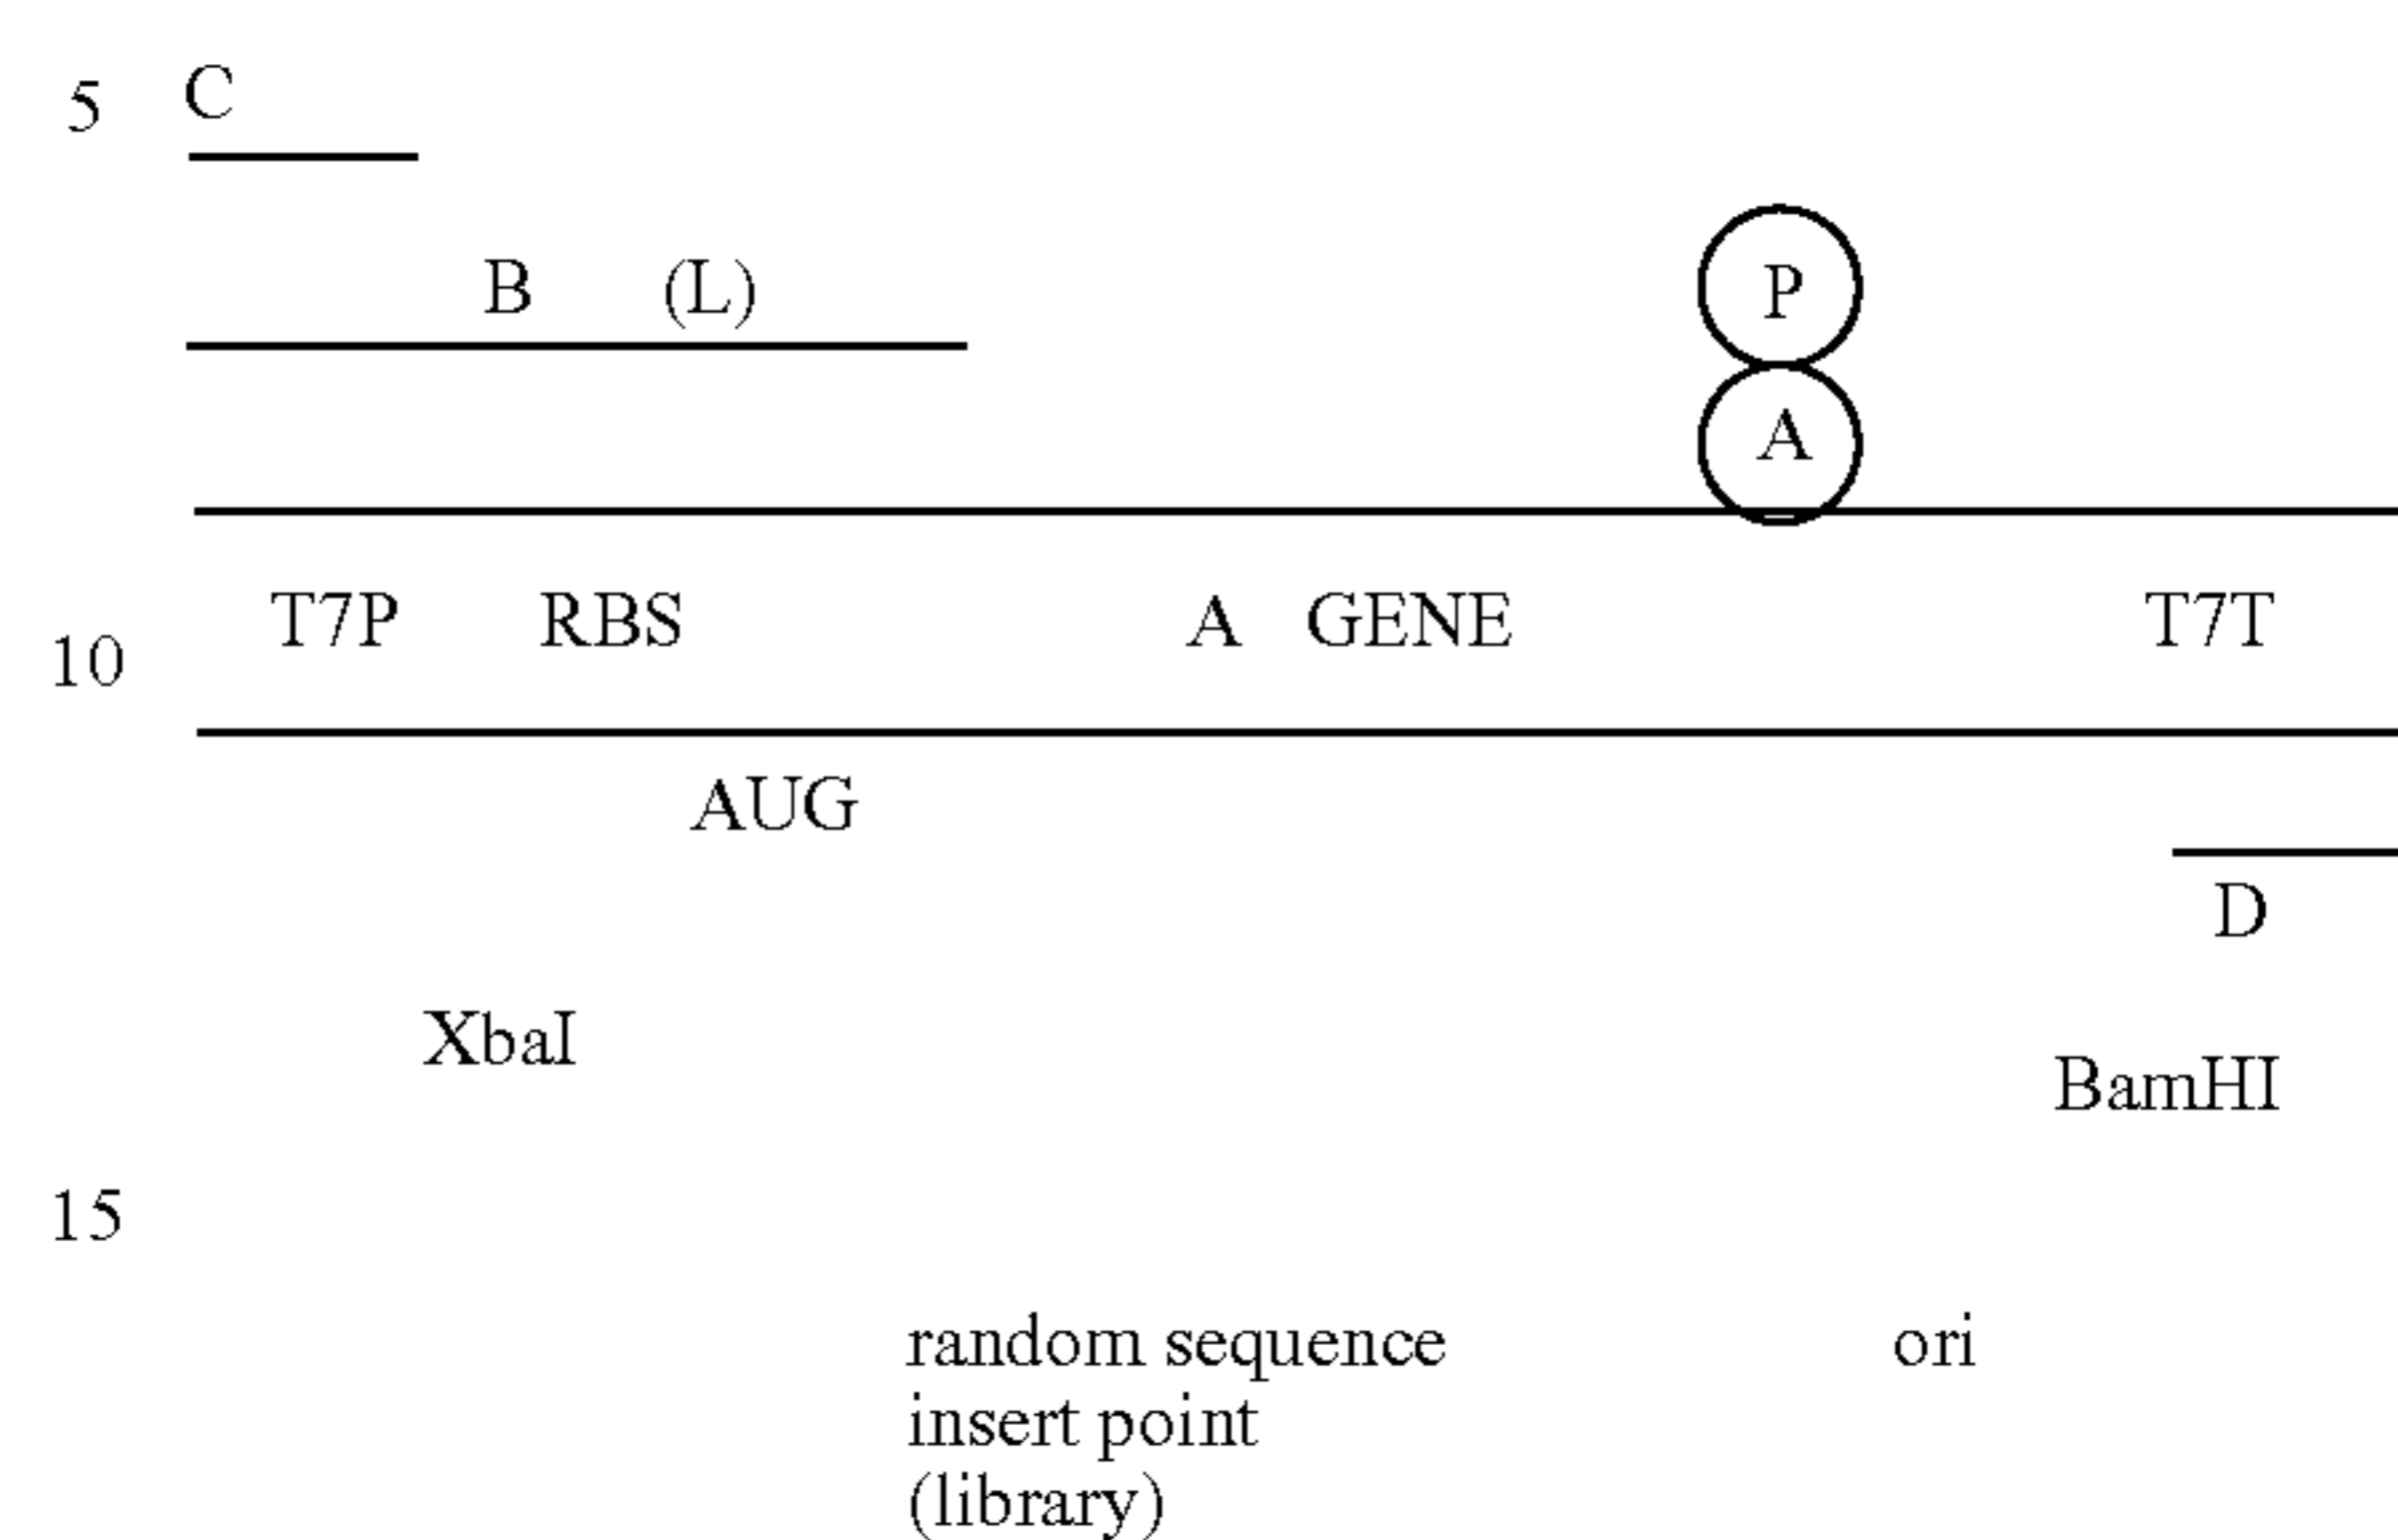 5 C
B (L)
P
A
T7P RBS A GENE T7T
10
AUG
D
XbaI
BamHI
15
random sequence ori
insert point
(library)